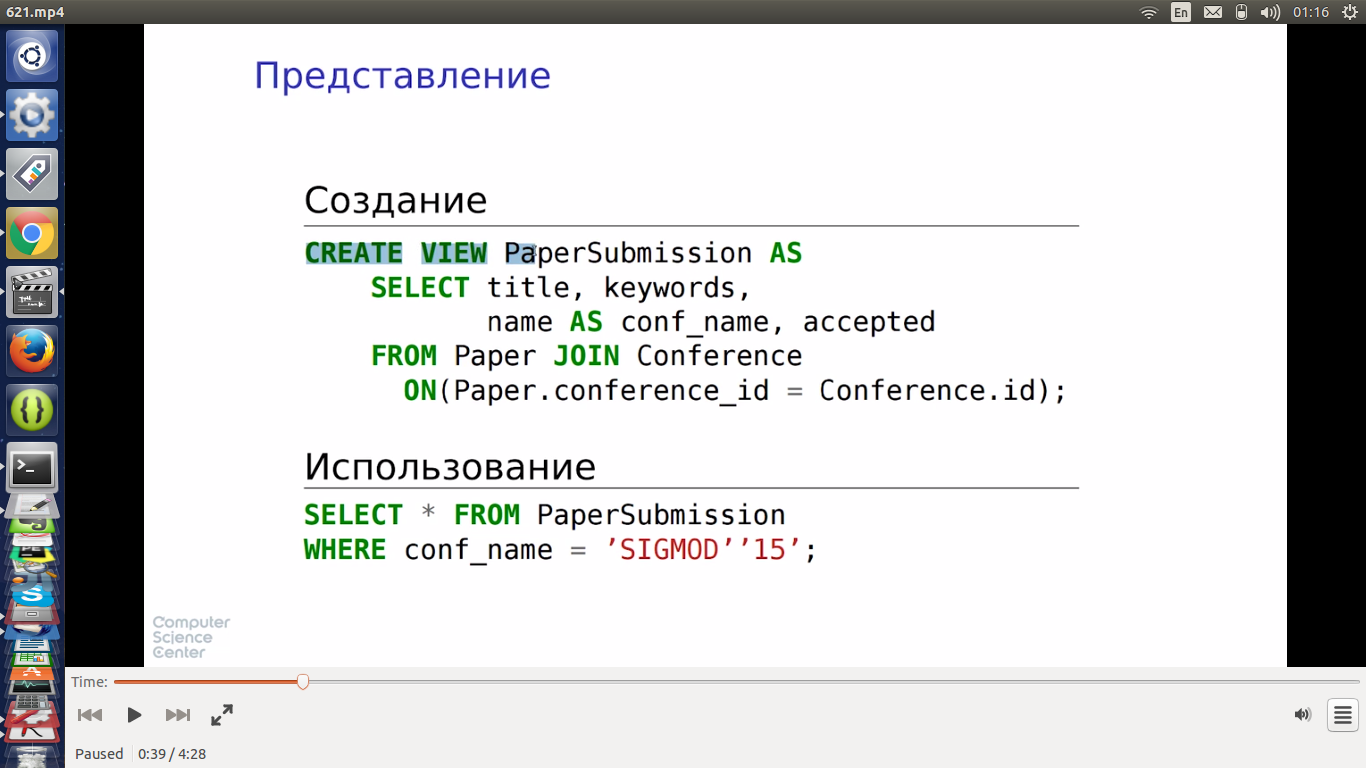 621.mp4
En
01:16
Представление
Создание
CREATE VIEW PaperSubmission AS
SELECT title, keywords,
name AS conf_name, accepted
FROM Paper JOIN Conference
ON(Paper.conference_id = Conference.id);
Использование
SELECT * FROM PaperSubmission
WHERE conf_name = ’SIGMOD’’15’;
Computer
Science
Center
Time:
Paused
0:39 / 4:28